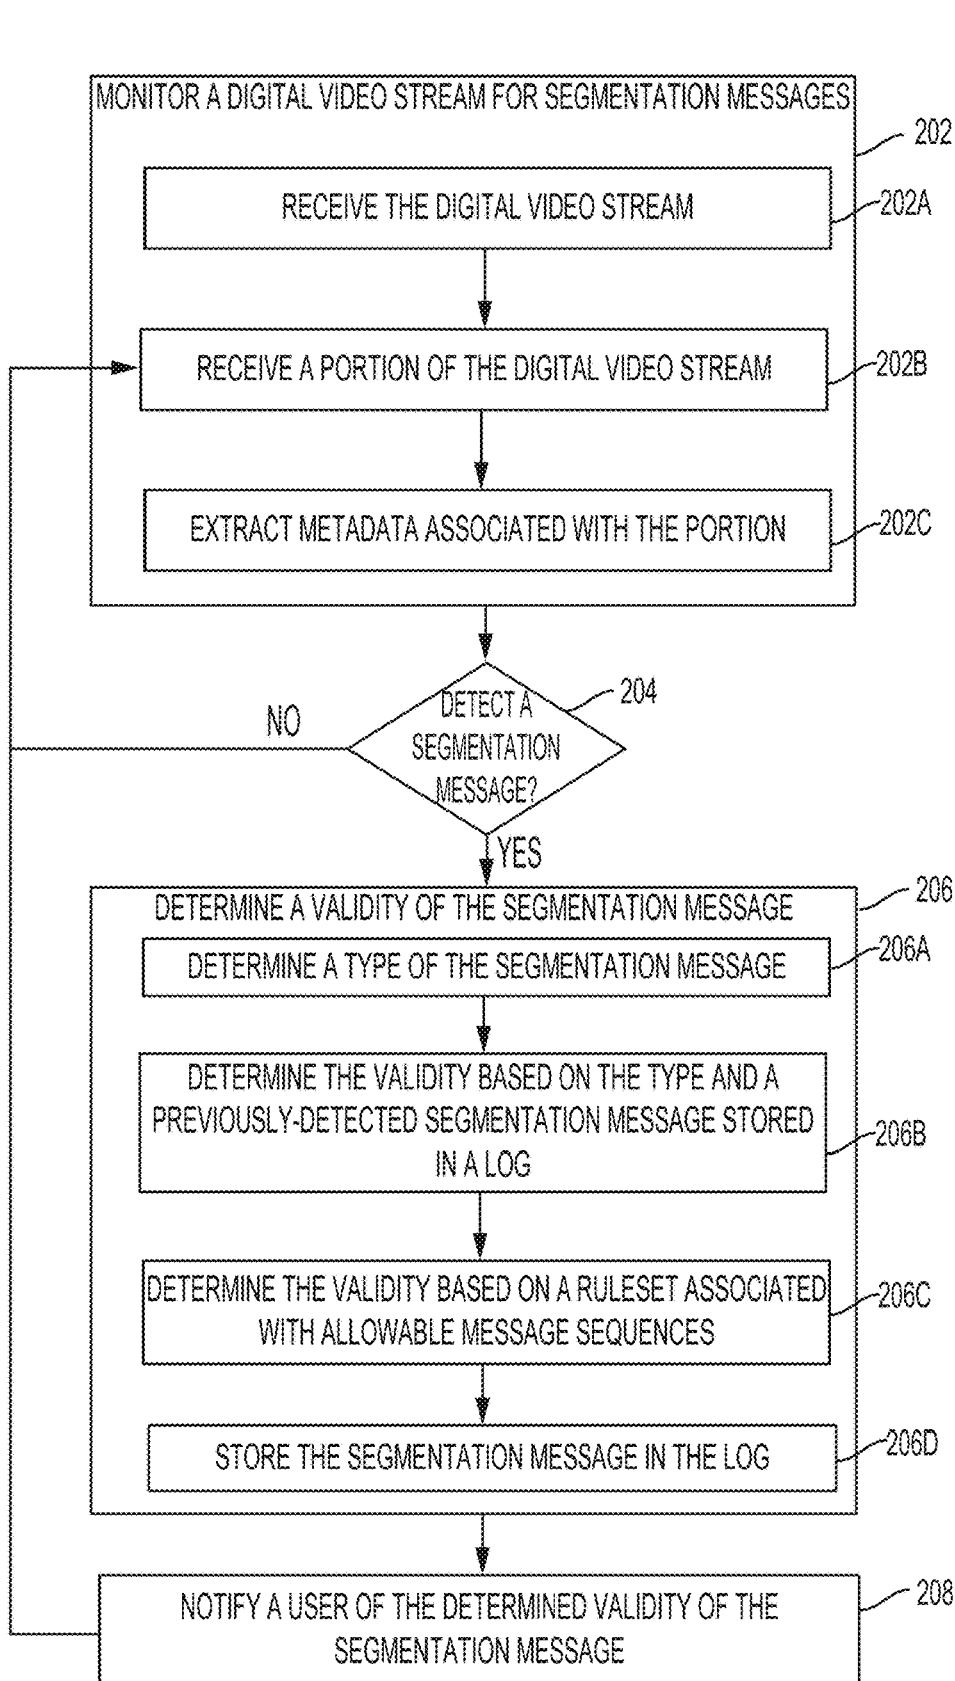 MONITOR A DIGITAL VIDEO STREAM FOR SEGMENTATION MESSAGES
202
RECEIVE THE DIGITAL VIDEO STREAM
202A
RECEIVE A PORTION OF THE DIGITAL VIDEO STREAM
202B
EXTRACT METADATA ASSOCIATED WITH THE PORTION
202C
DETECT A
SEGMENTATION
MESSAGE?
204
NO
YES
DETERMINE A VALIDITY OF THE SEGMENTATION MESSAGE
206
DETERMINE A TYPE OF THE SEGMENTATION MESSAGE
206A
DETERMINE THE VALIDITY BASED ON THE TYPE AND A
PREVIOUSLY-DETECTED SEGMENTATION MESSAGE STORED
IN A LOG
206B
DETERMINE THE VALIDITY BASED ON A RULESET ASSOCIATED
WITH ALLOWABLE MESSAGE SEQUENCES
206C
STORE THE SEGMENTATION MESSAGE IN THE LOG
206D
NOTIFY A USER OF THE DETERMINED VALIDITY OF THE
SEGMENTATION MESSAGE
208